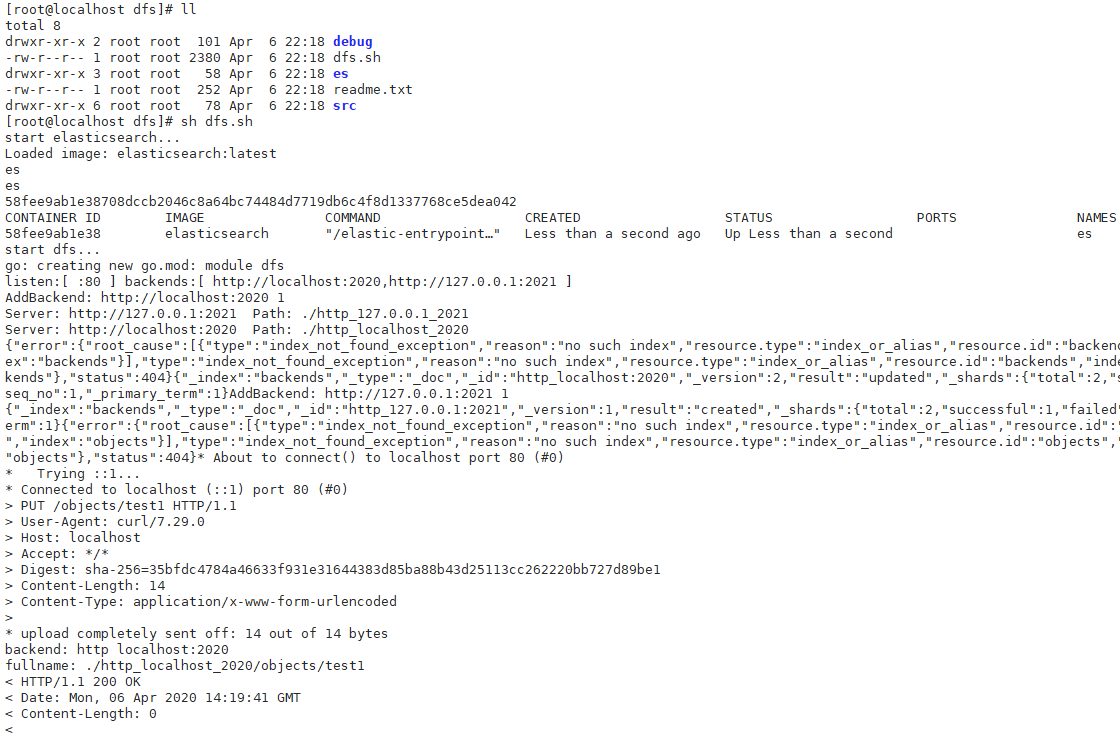 [root@localhost dfs]# ll
total 8
drwxr-xr-x 2 root root  101 Apr  6 22:18 debug
-rw-r--r-- 1 root root 2380 Apr  6 22:18 dfs.sh
drwxr-xr-x 3 root root   58 Apr  6 22:18 es
-rw-r--r-- 1 root root  252 Apr  6 22:18 readme.txt
drwxr-xr-x 6 root root   78 Apr  6 22:18 src
[root@localhost dfs]# sh dfs.sh
start elasticsearch...
Loaded image: elasticsearch:latest
es
es
58fee9ab1e38708dccb2046c8a64bc74484d7719db6c4f8d1337768ce5dea042
CONTAINER ID        IMAGE               COMMAND                  CREATED                  STATUS                  PORTS               NAMES
58fee9ab1e38        elasticsearch       "/elastic-entrypoint…"   Less than a second ago   Up Less than a second                       es
start dfs...
go: creating new go.mod: module dfs
listen:[ :80 ] backends:[ http://localhost:2020,http://127.0.0.1:2021 ]
AddBackend: http://localhost:2020 1
Server: http://127.0.0.1:2021  Path: ./http_127.0.0.1_2021
Server: http://localhost:2020  Path: ./http_localhost_2020
{"error":{"root_cause":[{"type":"index_not_found_exception","reason":"no such index","resource.type":"index_or_alias","resource.id":"backend
ex":"backends"}],"type":"index_not_found_exception","reason":"no such index","resource.type":"index_or_alias","resource.id":"backends","inde
kends"},"status":404}{"_index":"backends","_type":"_doc","_id":"http_localhost:2020","_version":2,"result":"updated","_shards":{"total":2,"s
seq_no":1,"_primary_term":1}AddBackend: http://127.0.0.1:2021 1
{"_index":"backends","_type":"_doc","_id":"http_127.0.0.1:2021","_version":1,"result":"created","_shards":{"total":2,"successful":1,"failed"
erm":1}{"error":{"root_cause":[{"type":"index_not_found_exception","reason":"no such index","resource.type":"index_or_alias","resource.id":"
","index":"objects"}],"type":"index_not_found_exception","reason":"no such index","resource.type":"index_or_alias","resource.id":"objects","
"objects"},"status":404}* About to connect() to localhost port 80 (#0)
*   Trying ::1...
* Connected to localhost (::1) port 80 (#0)
> PUT /objects/test1 HTTP/1.1
> User-Agent: curl/7.29.0
> Host: localhost
> Accept: */*
> Digest: sha-256=35bfdc4784a46633f931e31644383d85ba88b43d25113cc262220bb727d89be1
> Content-Length: 14
> Content-Type: application/x-www-form-urlencoded
>
* upload completely sent off: 14 out of 14 bytes
backend: http localhost:2020
fullname: ./http_localhost_2020/objects/test1
< HTTP/1.1 200 OK
< Date: Mon, 06 Apr 2020 14:19:41 GMT
< Content-Length: 0
<